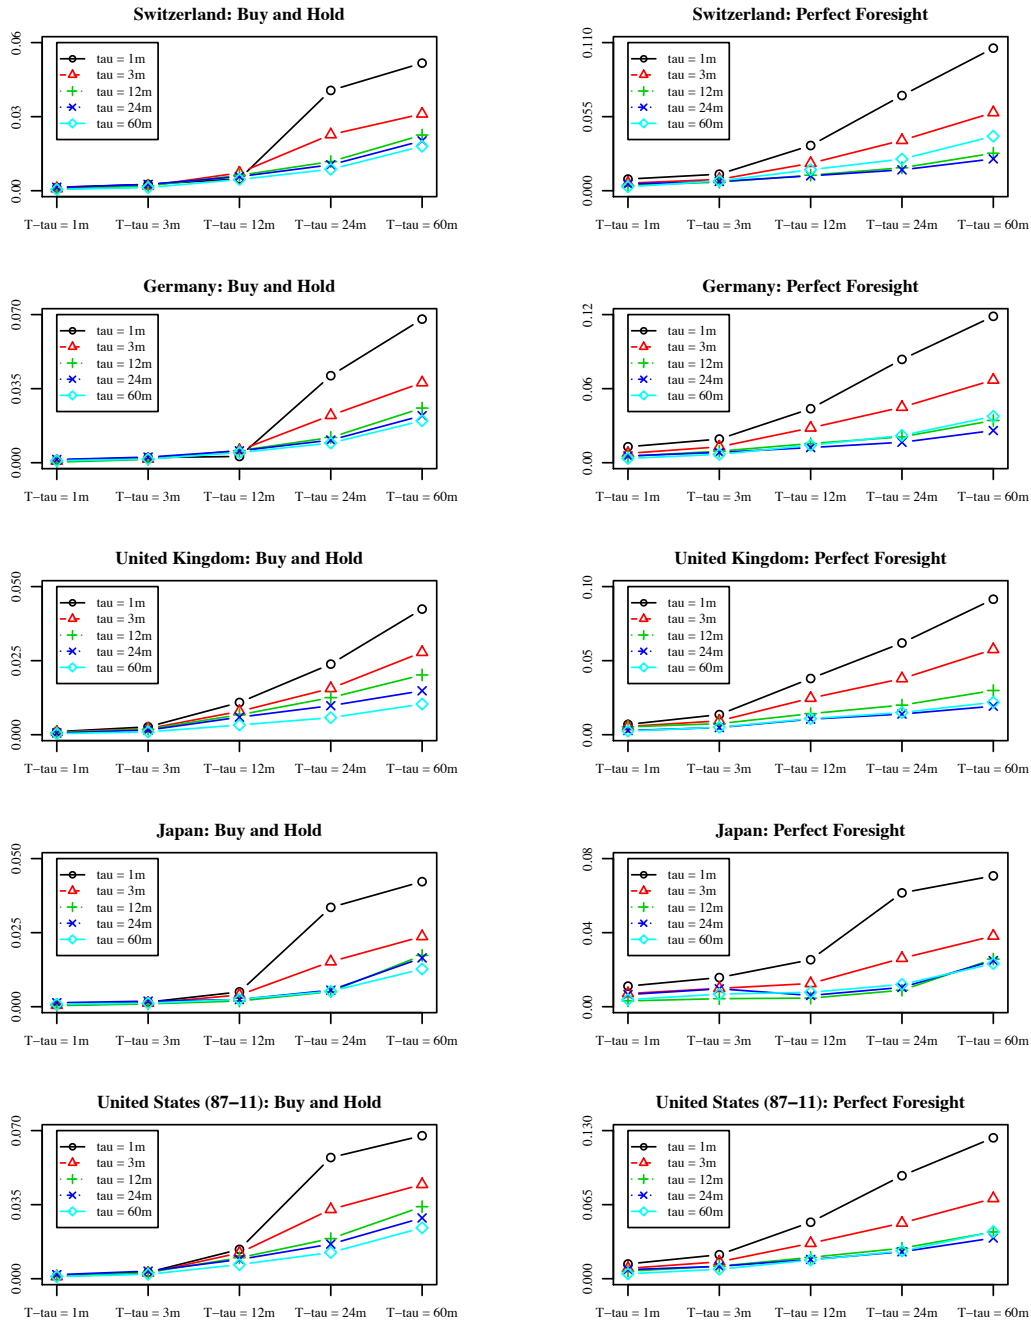 Switzerland: Buy and Hold
0.06
0.03
0.00
tau = 1m
tau = 3m
tau = 12m
tau = 24m
tau = 60m
T−tau = 1m T−tau = 3m T−tau = 12m T−tau = 24m T−tau = 60m
Switzerland: Perfect Foresight
0.110
0.055
0.000
tau = 1m
tau = 3m
tau = 12m
tau = 24m
tau = 60m
T−tau = 1m T−tau = 3m T−tau = 12m T−tau = 24m T−tau = 60m
Germany: Buy and Hold
0.070
0.035
0.000
tau = 1m
tau = 3m
tau = 12m
tau = 24m
tau = 60m
T−tau = 1m T−tau = 3m T−tau = 12m T−tau = 24m T−tau = 60m
Germany: Perfect Foresight
0.12
0.06
0.00
tau = 1m
tau = 3m
tau = 12m
tau = 24m
tau = 60m
T−tau = 1m T−tau = 3m T−tau = 12m T−tau = 24m T−tau = 60m
United Kingdom: Buy and Hold
0.050
0.025
0.000
tau = 1m
tau = 3m
tau = 12m
tau = 24m
tau = 60m
T−tau = 1m T−tau = 3m T−tau = 12m T−tau = 24m T−tau = 60m
United Kingdom: Perfect Foresight
0.10
0.05
0.00
tau = 1m
tau = 3m
tau = 12m
tau = 24m
tau = 60m
T−tau = 1m T−tau = 3m T−tau = 12m T−tau = 24m T−tau = 60m
Japan: Buy and Hold
0.050
0.025
0.000
tau = 1m
tau = 3m
tau = 12m
tau = 24m
tau = 60m
T−tau = 1m T−tau = 3m T−tau = 12m T−tau = 24m T−tau = 60m
Japan: Perfect Foresight
0.08
0.04
0.00
tau = 1m
tau = 3m
tau = 12m
tau = 24m
tau = 60m
T−tau = 1m T−tau = 3m T−tau = 12m T−tau = 24m T−tau = 60m
United States (87−11): Buy and Hold
0.070
0.035
0.000
tau = 1m
tau = 3m
tau = 12m
tau = 24m
tau = 60m
T−tau = 1m T−tau = 3m T−tau = 12m T−tau = 24m T−tau = 60m
United States (87−11): Perfect Foresight
0.130
0.065
0.000
tau = 1m
tau = 3m
tau = 12m
tau = 24m
tau = 60m
T−tau = 1m T−tau = 3m T−tau = 12m T−tau = 24m T−tau = 60m